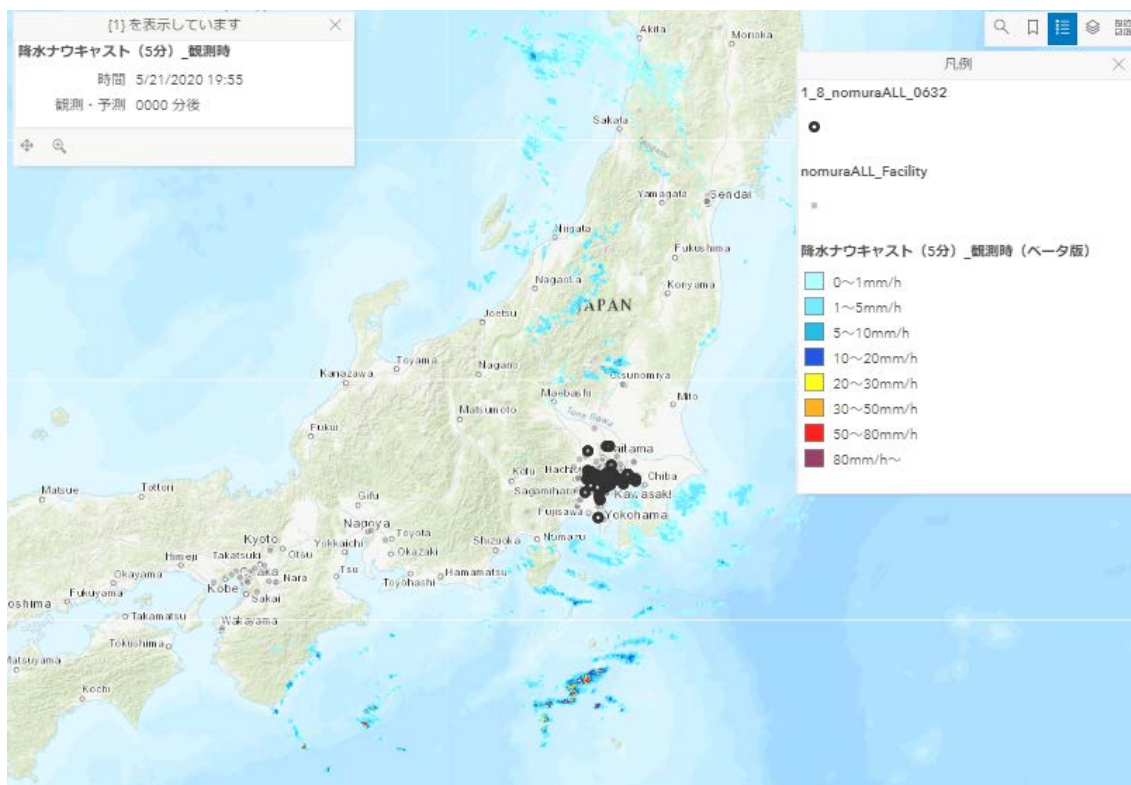 {1} を表示しています
降水ナウキャスト（5分）_観測時
時間 5/21/2020 19:55
観測・予測 0000 分後
凡例
1_8_nomuraALL_0632
nomuraALL_Facility
降水ナウキャスト（5分）_観測時（ベータ版）
0～1mm/h
1～5mm/h
5～10mm/h
10～20mm/h
20～30mm/h
30～50mm/h
50～80mm/h
80mm/h～
Akita
Morioka
Sakata
Yamagata
Sendai
Niigata
Fukushima
Nagaoka
Koriyama
JAPAN
Joetsu
Toyama
Nagano
Utsunomiya
Kanazawa
Maebashi
Mito
Matsumoto
Tone Gawa
Fukui
Saitama
Kofu
Chiba
Matsue
Tottori
Gifu
Sagamihara
Kawasaki
Fujisawa
Yokohama
Nagoya
Toyota
Kyoto
Yokkaichi
Shizuoka
Numazu
Himeji
Takatsuki
Otsu
Okazaki
Okayama
Osaka
Nara
Tsu
Toyohashi
Hamamatsu
Fukuyama
Kobe
Sakai
oshima
Takamatsu
Wakayama
Tokushima
Matsuyama
Kochi